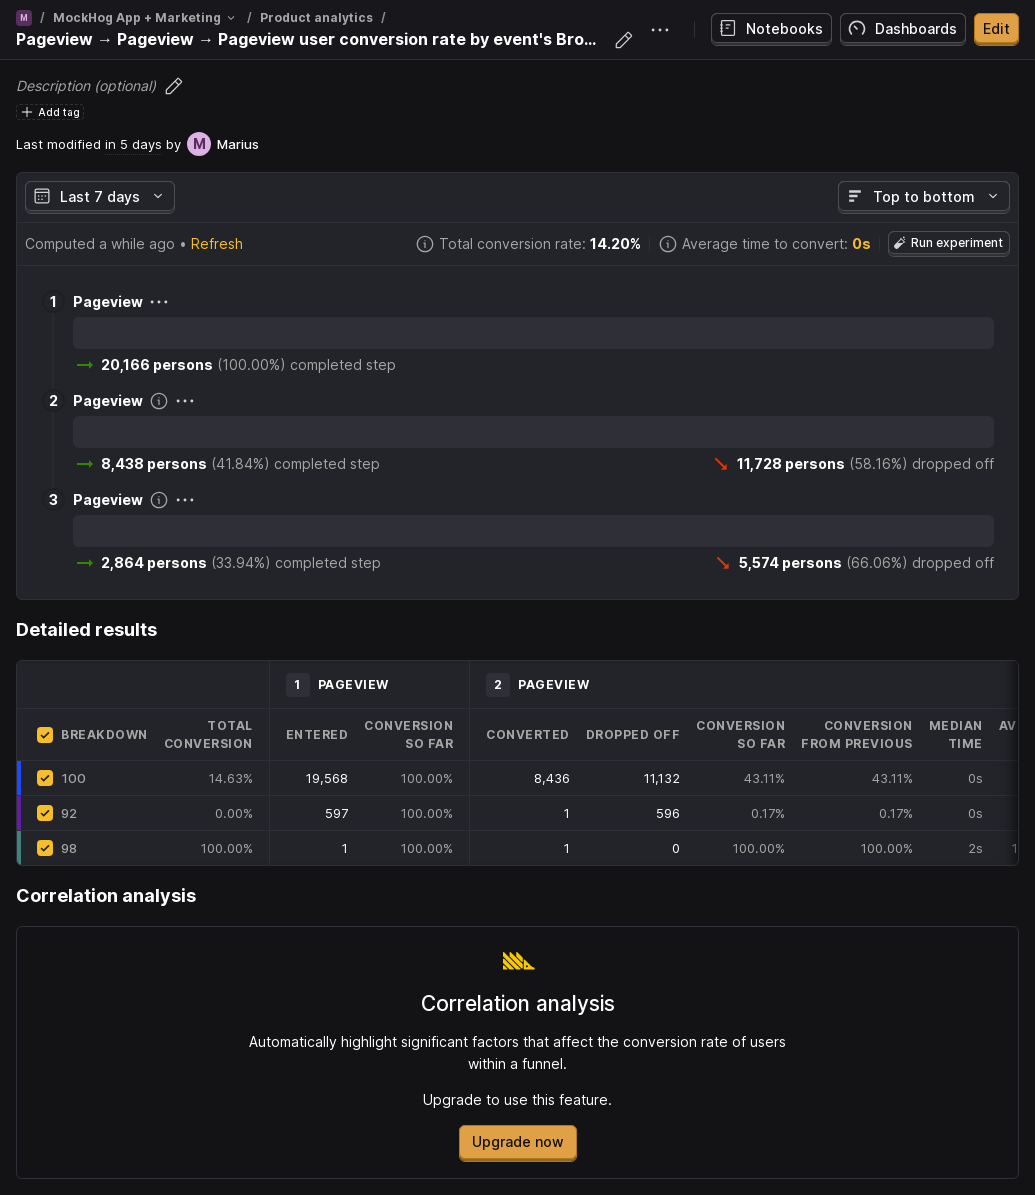 M / MockHog App + Marketing / Product analytics /
Pageview → Pageview → Pageview user conversion rate by event's Bro...
Notebooks
Dashboards
Edit
Description (optional)
Add tag
Last modified in 5 days by M Marius
Last 7 days
Top to bottom
Computed a while ago • Refresh
Total conversion rate: 14.20%
Average time to convert: 0s
Run experiment
1 Pageview
20,166 persons (100.00%) completed step
2 Pageview
8,438 persons (41.84%) completed step
11,728 persons (58.16%) dropped off
3 Pageview
2,864 persons (33.94%) completed step
5,574 persons (66.06%) dropped off
Detailed results
1 PAGEVIEW
2 PAGEVIEW
BREAKDOWN
TOTAL
CONVERSION
ENTERED
CONVERSION
SO FAR
CONVERTED
DROPPED OFF
CONVERSION
SO FAR
CONVERSION
FROM PREVIOUS
MEDIAN
TIME
100 14.63% 19,568 100.00% 8,436 11,132 43.11% 43.11% 0s
92 0.00% 597 100.00% 1 596 0.17% 0.17% 0s
98 100.00% 1 100.00% 1 0 100.00% 100.00% 2s
Correlation analysis
Correlation analysis
Automatically highlight significant factors that affect the conversion rate of users
within a funnel.
Upgrade to use this feature.
Upgrade now